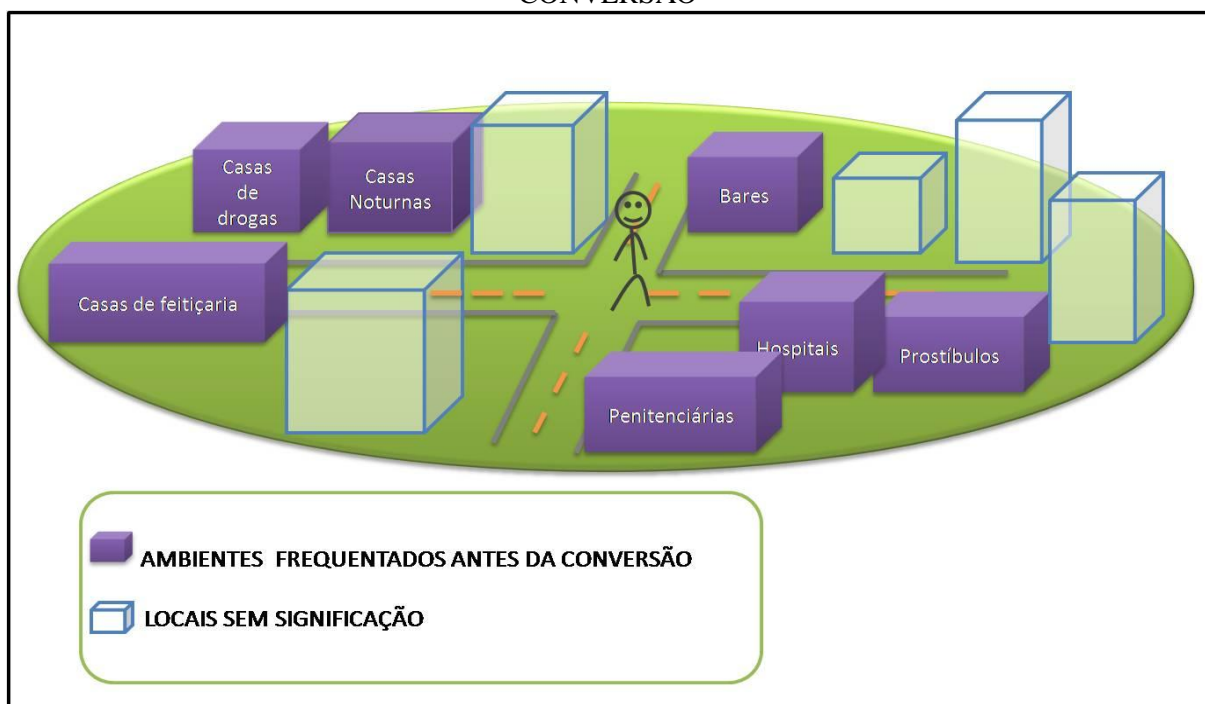 CONVERSÃO
Casas
de
drogas
Casas
Noturnas
Bares
Casas de feitiçaria
Hospitais
Prostíbulos
Penitenciárias
AMBIENTES FREQUENTADOS ANTES DA CONVERSÃO
LOCAIS SEM SIGNIFICAÇÃO